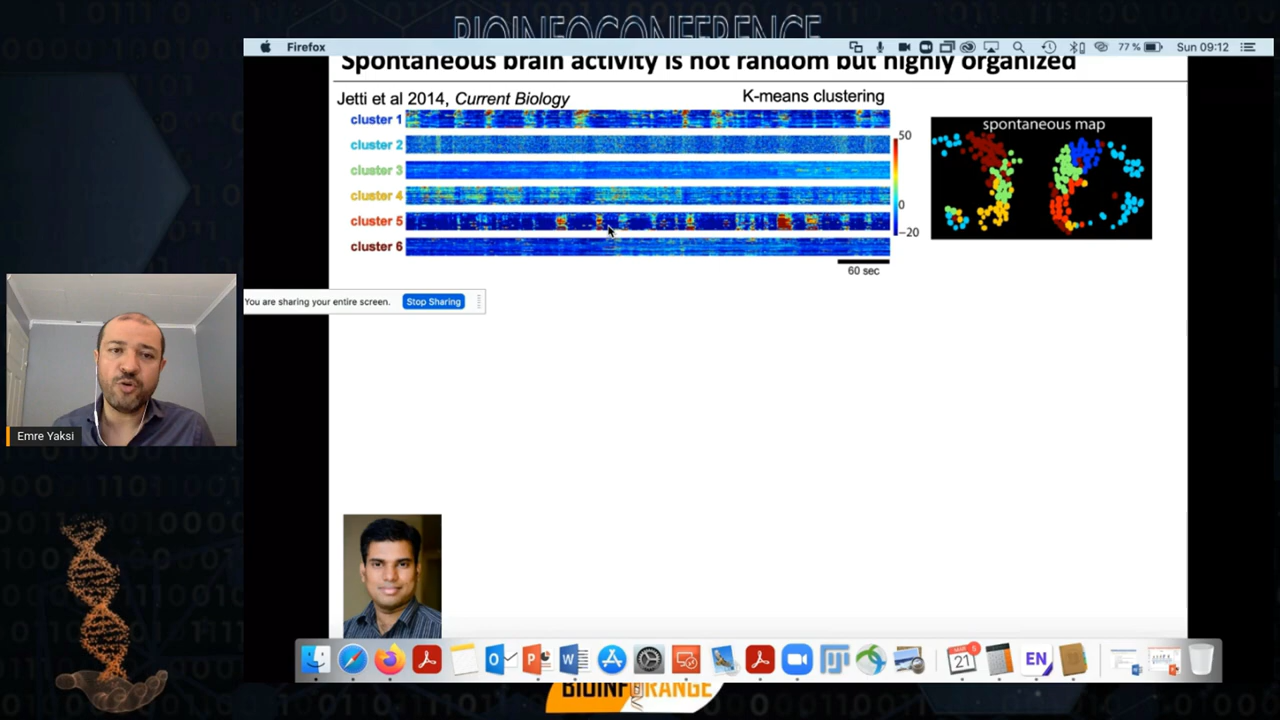 BIOINFOCONFERENCE
Firefox
77 %
Sun 09:12
Spontaneous brain activity is not random but highly organized
Jetti et al 2014, Current Biology
K-means clustering
cluster 1
cluster 2
cluster 3
cluster 4
cluster 5
cluster 6
50
0
−20
60 sec
spontaneous map
You are sharing your entire screen.
Stop Sharing
Emre Yaksi
21
EN
BIOINFORANGE